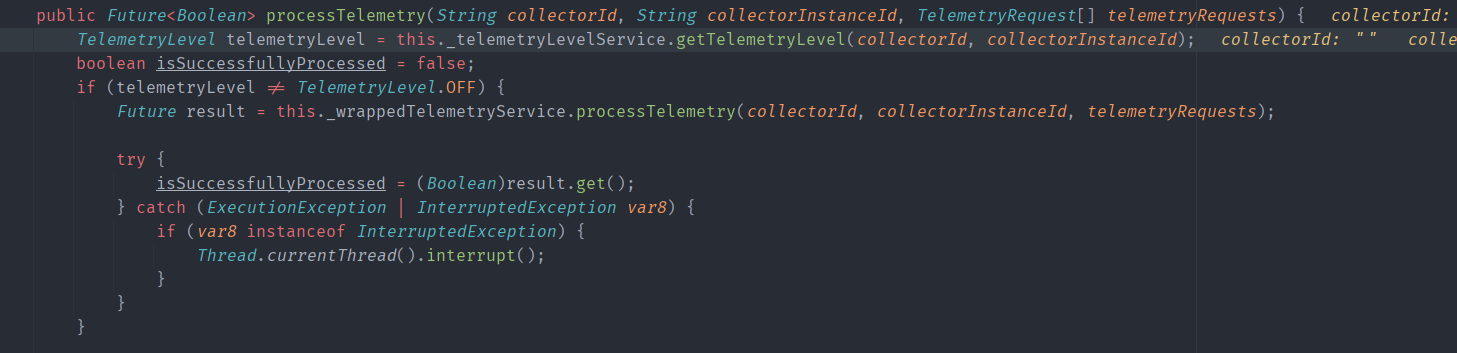 public Future<Boolean> processTelemetry(String collectorId, String collectorInstanceId, TelemetryRequest[] telemetryRequests) {   collectorId:
    TelemetryLevel telemetryLevel = this._telemetryLevelService.getTelemetryLevel(collectorId, collectorInstanceId);   collectorId: ""   colle
    boolean isSuccessfullyProcessed = false;
    if (telemetryLevel ≠ TelemetryLevel.OFF) {
        Future result = this._wrappedTelemetryService.processTelemetry(collectorId, collectorInstanceId, telemetryRequests);
        try {
            isSuccessfullyProcessed = (Boolean)result.get();
        } catch (ExecutionException | InterruptedException var8) {
            if (var8 instanceof InterruptedException) {
                Thread.currentThread().interrupt();
            }
        }
    }